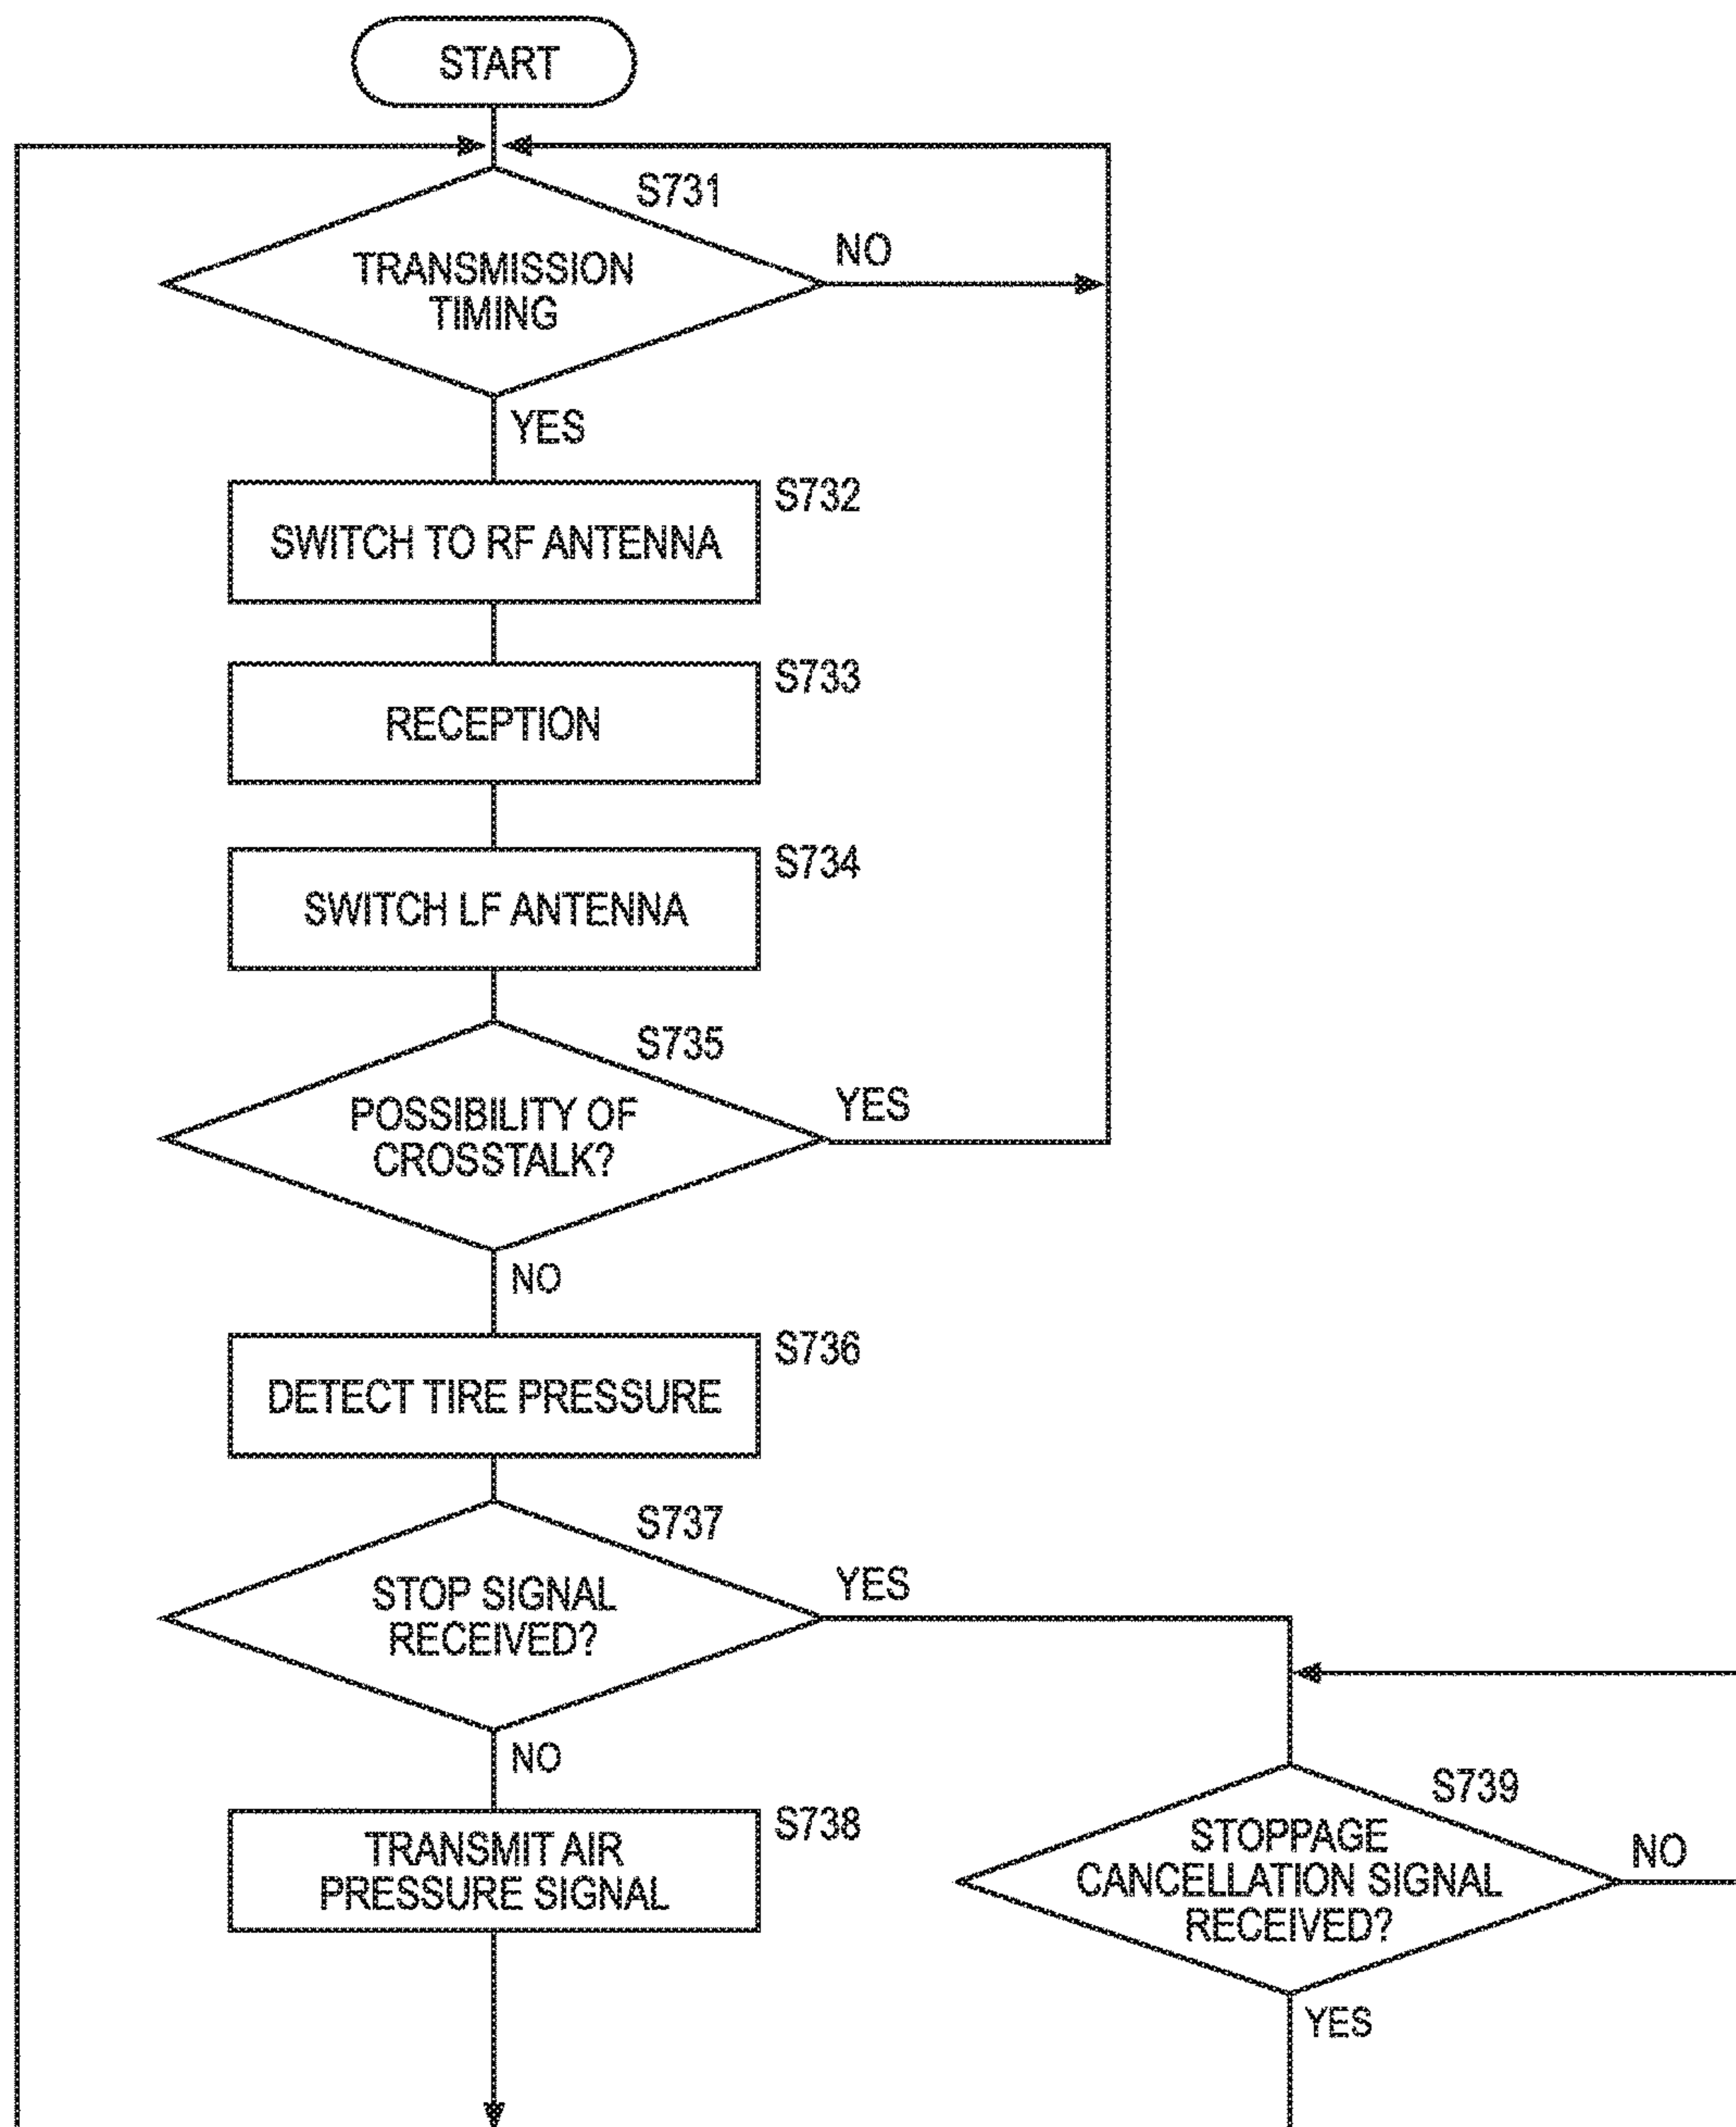 START
S731
TRANSMISSION
TIMING
NO
YES
S732
SWITCH TO RF ANTENNA
S733
RECEPTION
S734
SWITCH LF ANTENNA
S735
POSSIBILITY OF
CROSSTALK?
YES
NO
S736
DETECT TIRE PRESSURE
S737
STOP SIGNAL
RECEIVED?
YES
NO
S738
TRANSMIT AIR
PRESSURE SIGNAL
S739
STOPPAGE
CANCELLATION SIGNAL
RECEIVED?
NO
YES